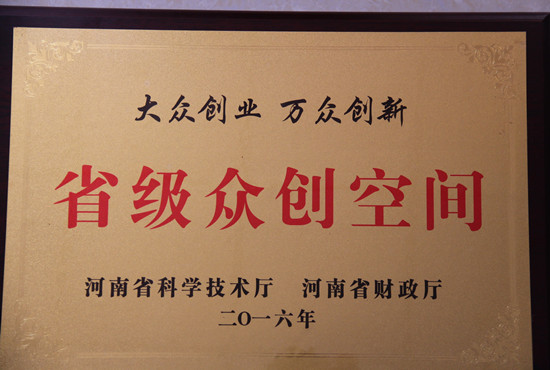 大众创业 万众创新
省级众创空间
河南省科学技术厅 河南省财政厅
二〇一六年